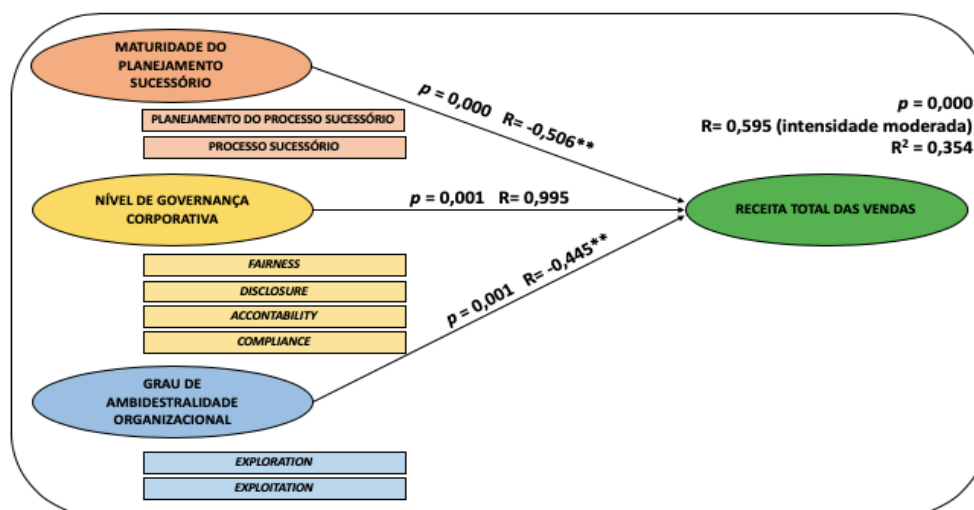 MATURIDADE DO
PLANEJAMENTO
SUCESSÓRIO
PLANEJAMENTO DO PROCESSO SUCESSÓRIO
PROCESSO SUCESSÓRIO
p = 0,000 R= -0,506**
p = 0,000
R= 0,595 (intensidade moderada)
R² = 0,354
NÍVEL DE GOVERNANÇA
CORPORATIVA
p = 0,001 R= 0,995
RECEITA TOTAL DAS VENDAS
FAIRNESS
DISCLOSURE
ACCONTABILITY
COMPLIANCE
p = 0,001 R= -0,445**
GRAU DE
AMBIDESTRALIDADE
ORGANIZACIONAL
EXPLORATION
EXPLOITATION